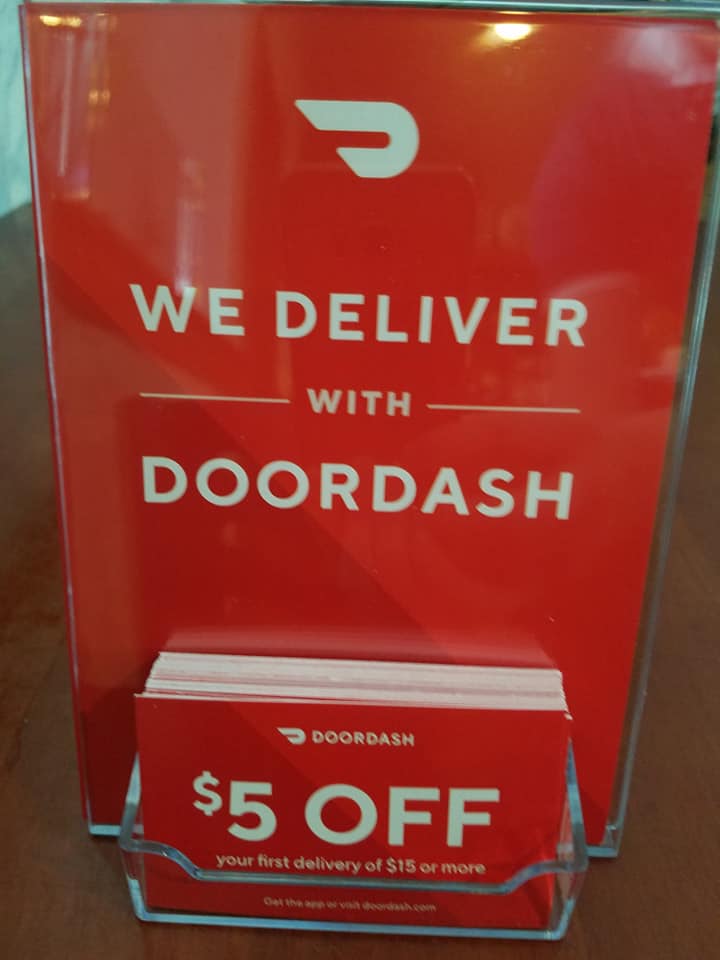 WE DELIVER
WITH
DOORDASH
DOORDASH
$5 OFF
your first delivery of $15 or more
Get the app or visit doordash.com